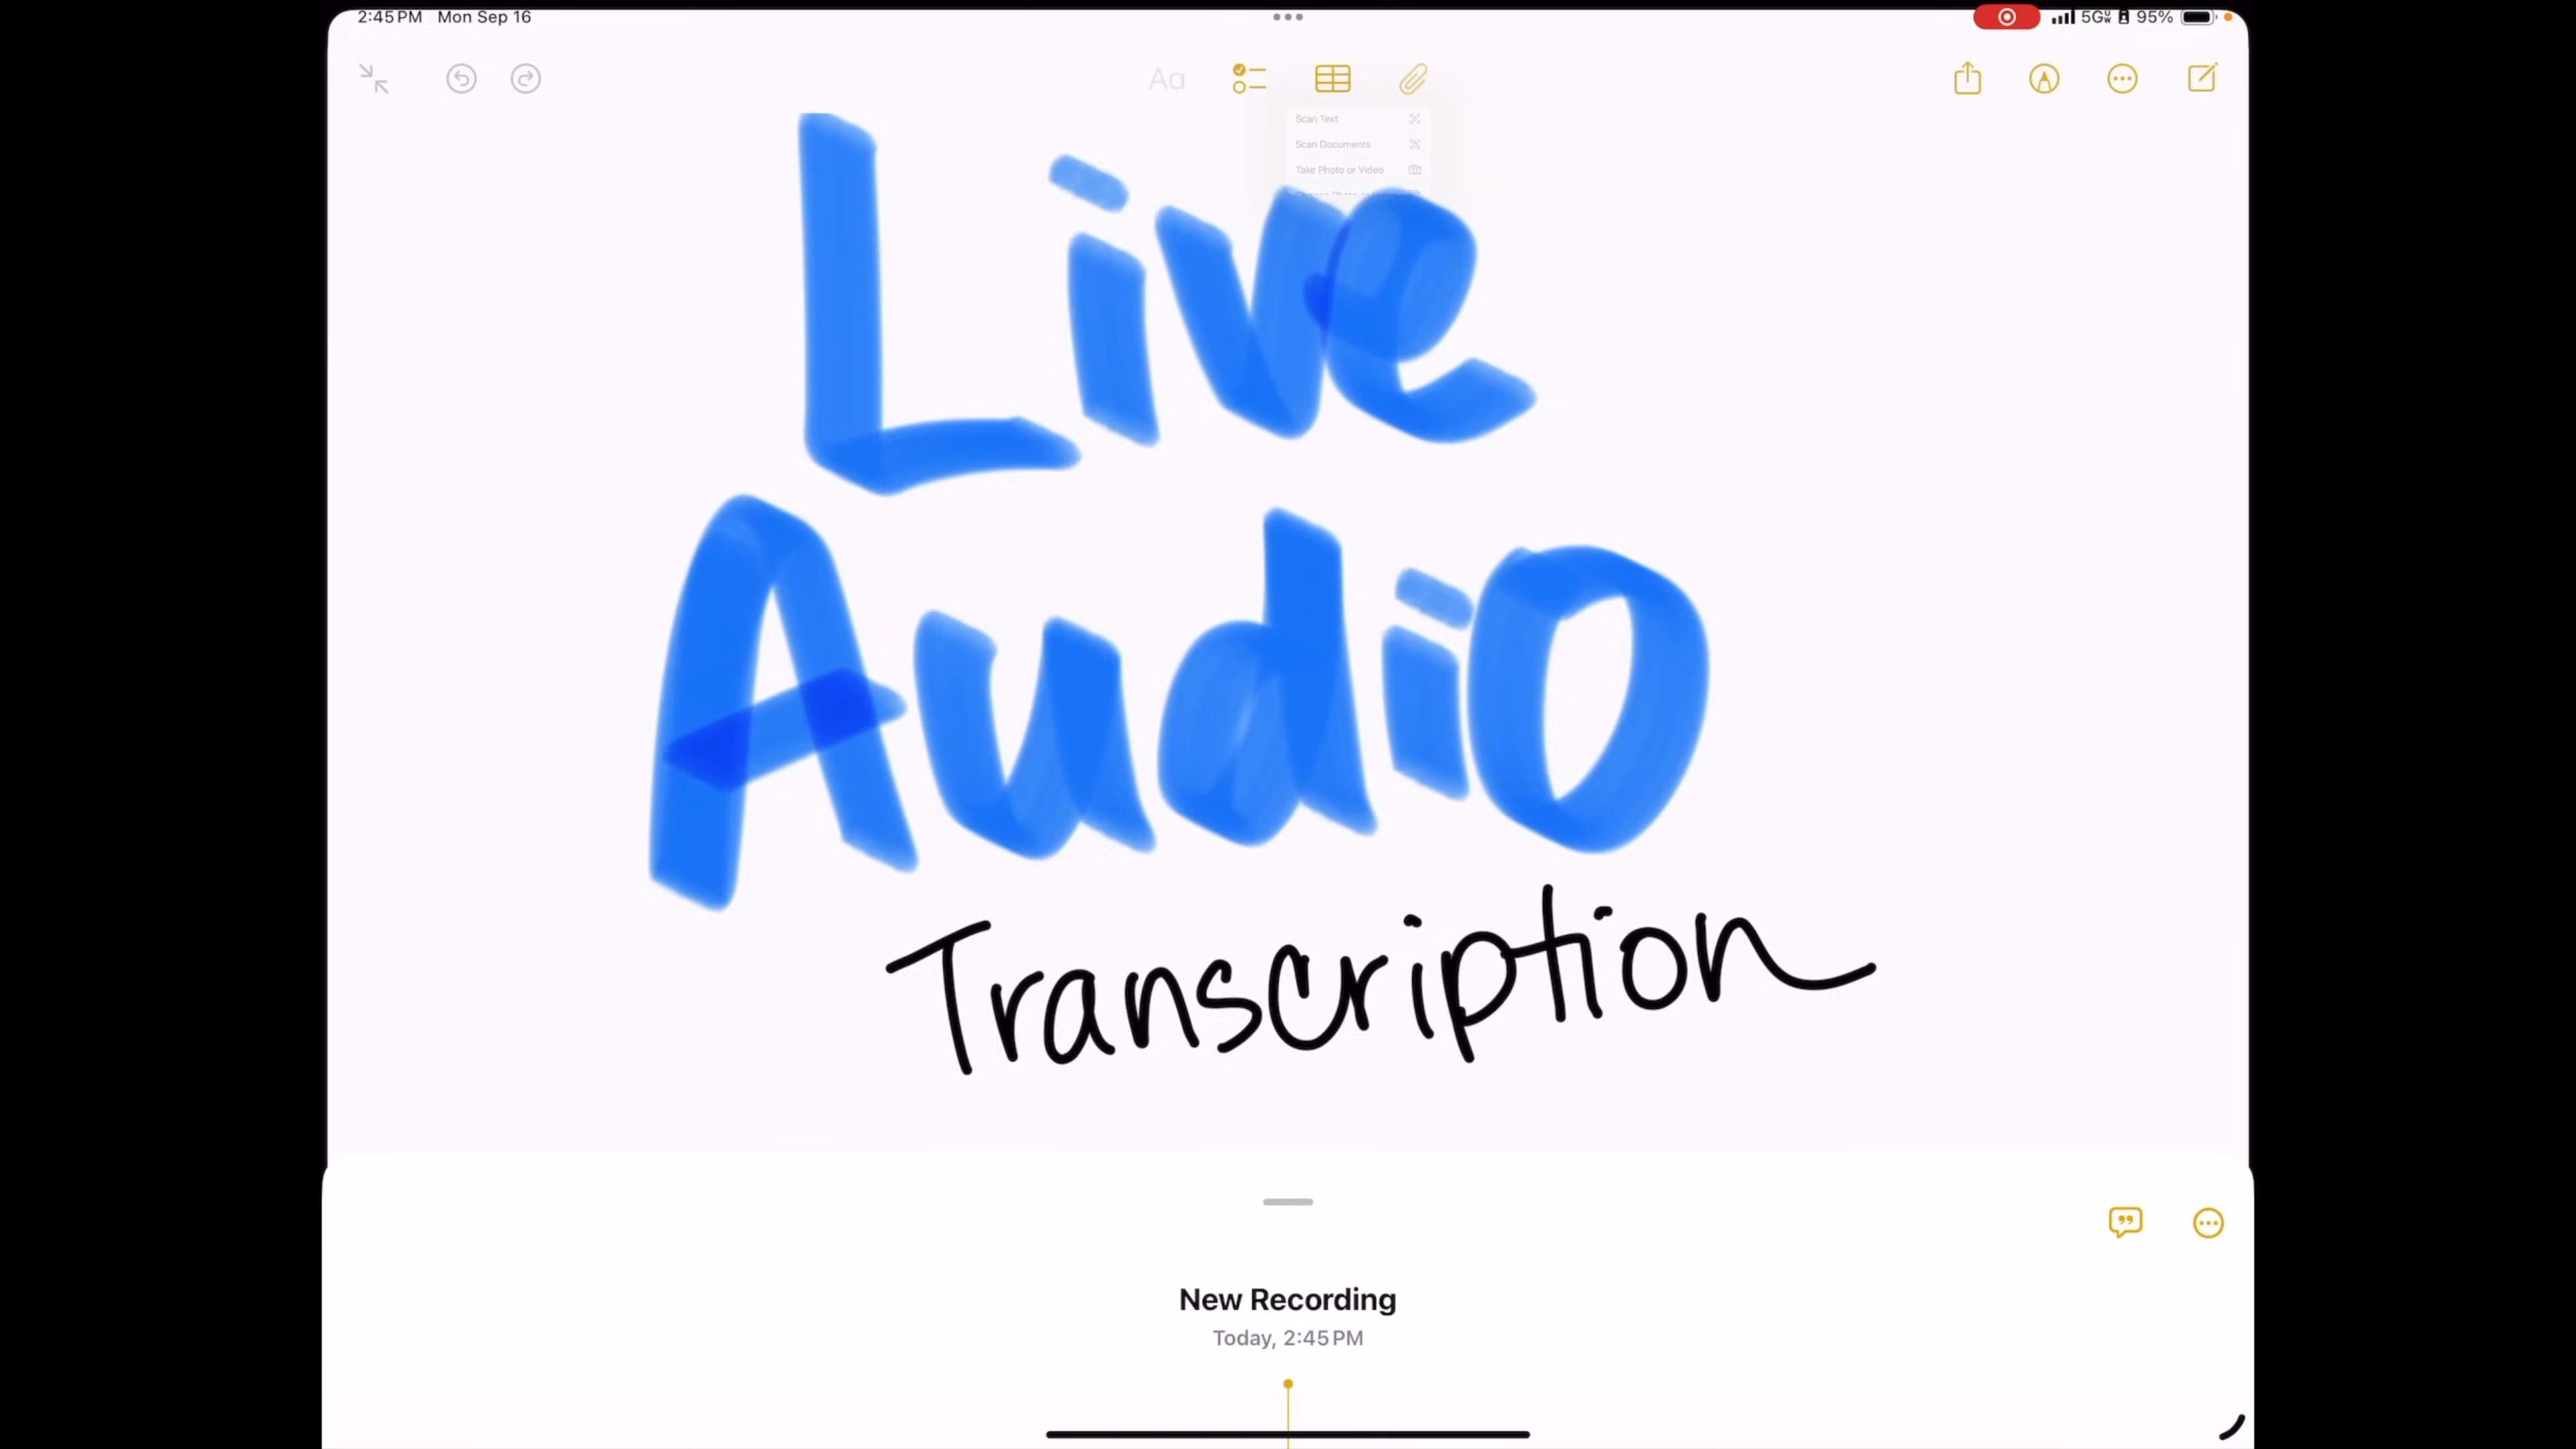 2:45 PM Mon Sep 16
5G 95%
Aa
Scan Text
Scan Documents
Take Photo or Video
Live
Audio
Transcription
New Recording
Today, 2:45 PM